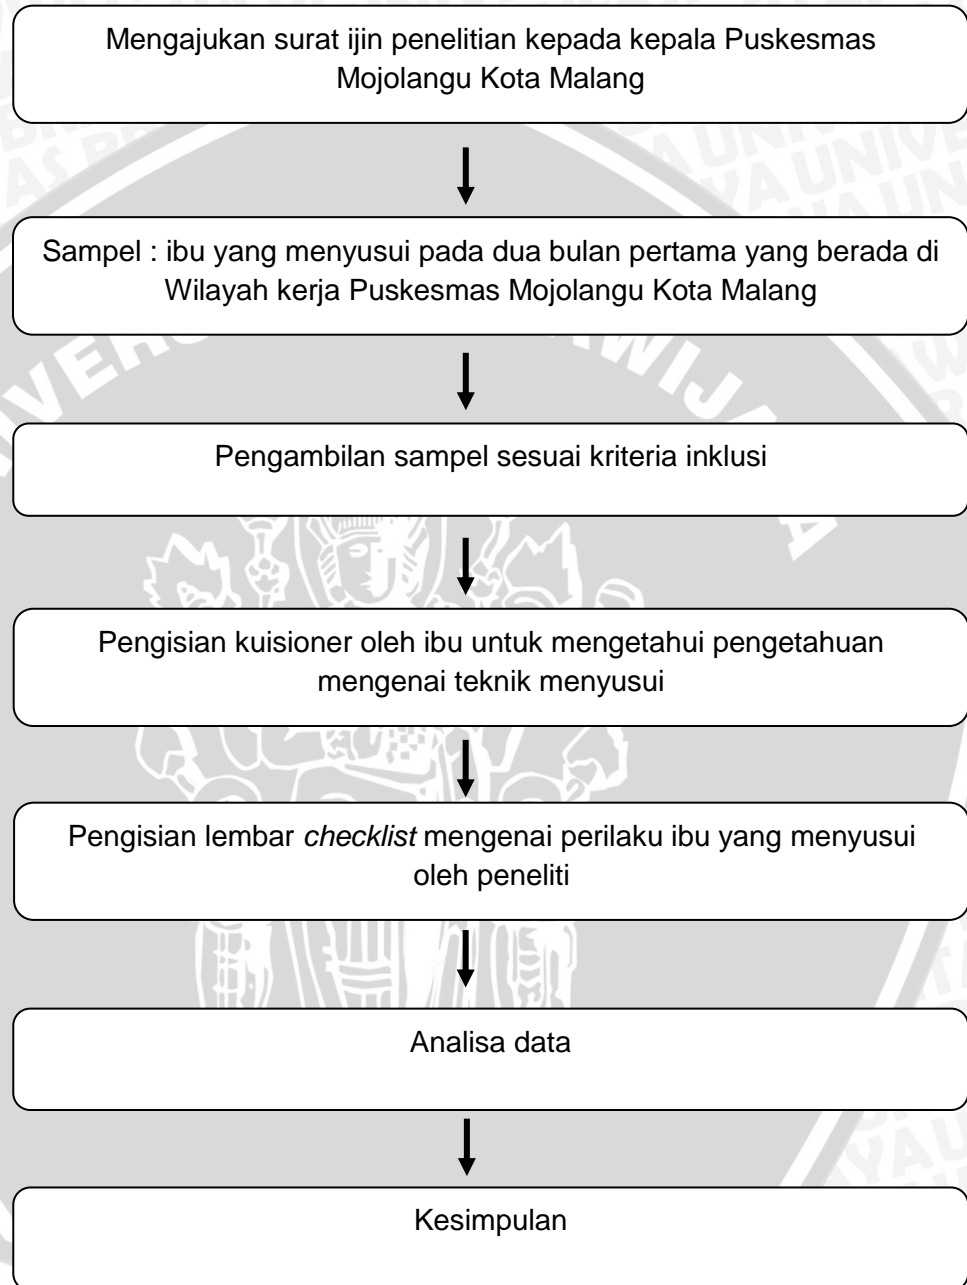 Mengajukan surat ijin penelitian kepada kepala Puskesmas
Mojolangu Kota Malang
Sampel : ibu yang menyusui pada dua bulan pertama yang berada di
Wilayah kerja Puskesmas Mojolangu Kota Malang
Pengambilan sampel sesuai kriteria inklusi
Pengisian kuisioner oleh ibu untuk mengetahui pengetahuan
mengenai teknik menyusui
Pengisian lembar checklist mengenai perilaku ibu yang menyusui
oleh peneliti
Analisa data
Kesimpulan